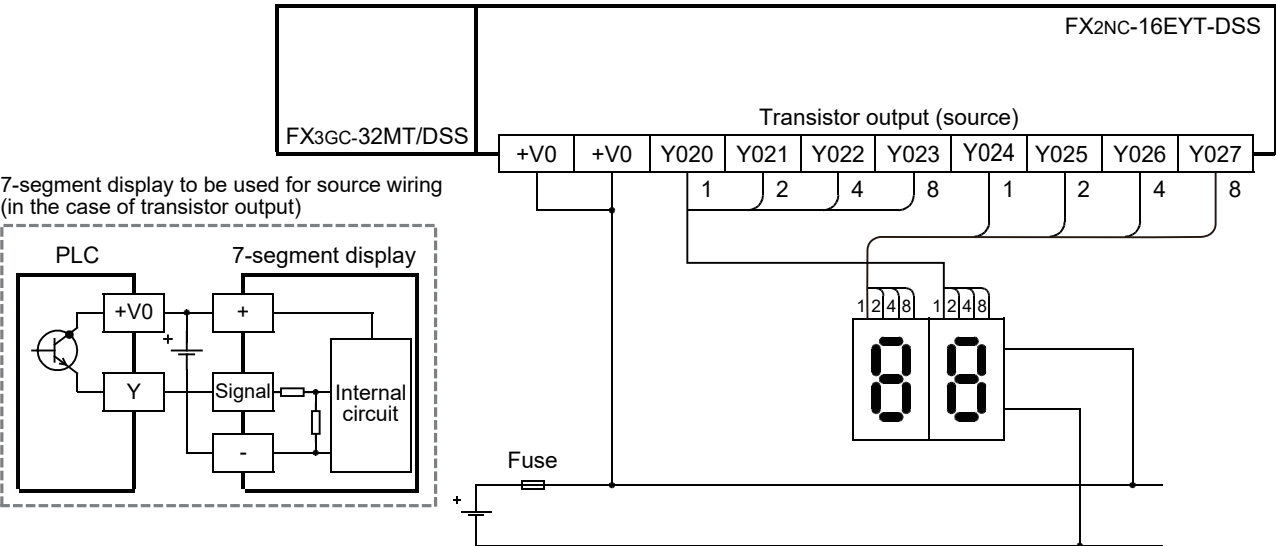 FX2NC-16EYT-DSS
Transistor output (source)
FX3GC-32MT/DSS
+V0 +V0 Y020 Y021 Y022 Y023 Y024 Y025 Y026 Y027
1 2 4 8 1 2 4 8
7-segment display to be used for source wiring
(in the case of transistor output)
PLC 7-segment display
+V0 +
+
Y Signal Internal
circuit
-
1 2 4 8 1 2 4 8
8 8
Fuse
+